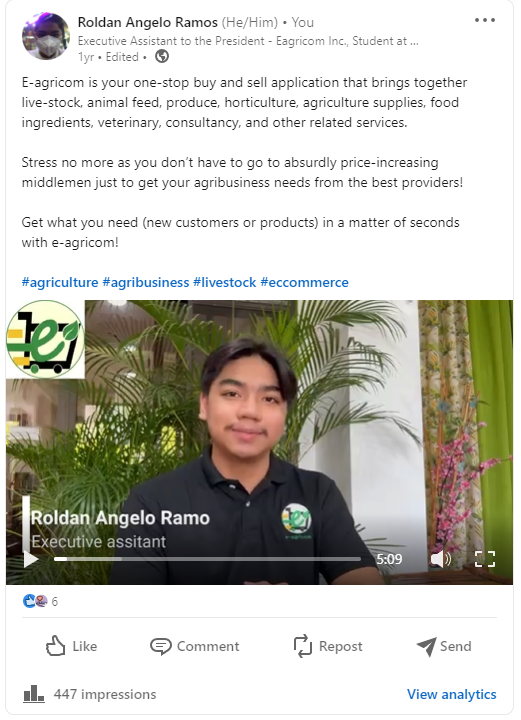 Roldan Angelo Ramos (He/Him) • You
Executive Assistant to the President - Eagricom Inc., Student at ...
1yr • Edited •
E-agricom is your one-stop buy and sell application that brings together
live-stock, animal feed, produce, horticulture, agriculture supplies, food
ingredients, veterinary, consultancy, and other related services.
Stress no more as you don't have to go to absurdly price-increasing
middlemen just to get your agribusiness needs from the best providers!
Get what you need (new customers or products) in a matter of seconds
with e-agricom!
#agriculture #agribusiness #livestock #eccommerce
e
e
e-agricom
Roldan Angelo Ramo
Executive assitant
5:09
6
Like Comment Repost Send
447 impressions View analytics